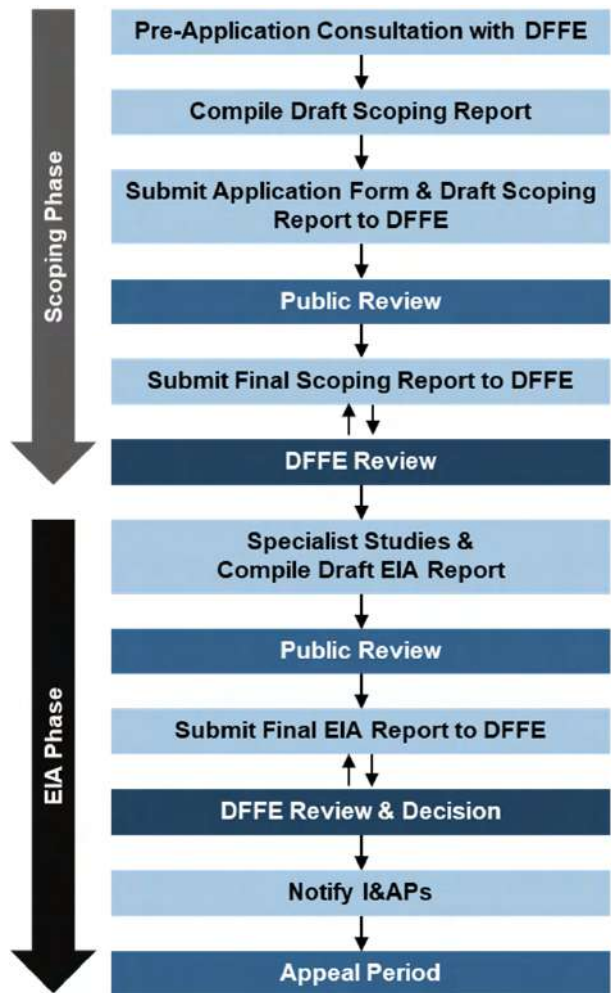 Scoping Phase
Pre-Application Consultation with DFFE
Compile Draft Scoping Report
Submit Application Form & Draft Scoping
Report to DFFE
Public Review
Submit Final Scoping Report to DFFE
DFFE Review
EIA Phase
Specialist Studies &
Compile Draft EIA Report
Public Review
Submit Final EIA Report to DFFE
DFFE Review & Decision
Notify I&APs
Appeal Period